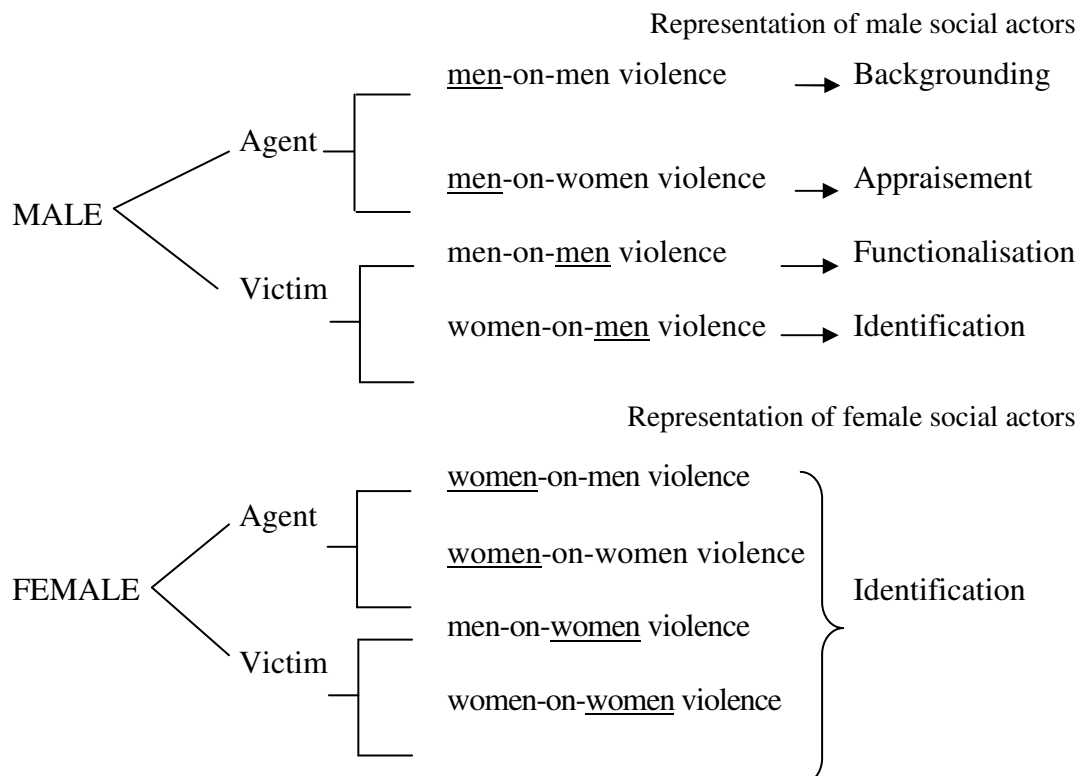 Representation of male social actors
men-on-men violence Backgrounding
Agent
men-on-women violence Appraisement
MALE
men-on-men violence Functionalisation
Victim
women-on-men violence Identification
Representation of female social actors
women-on-men violence
Agent
women-on-women violence
FEMALE Identification
men-on-women violence
Victim
women-on-women violence